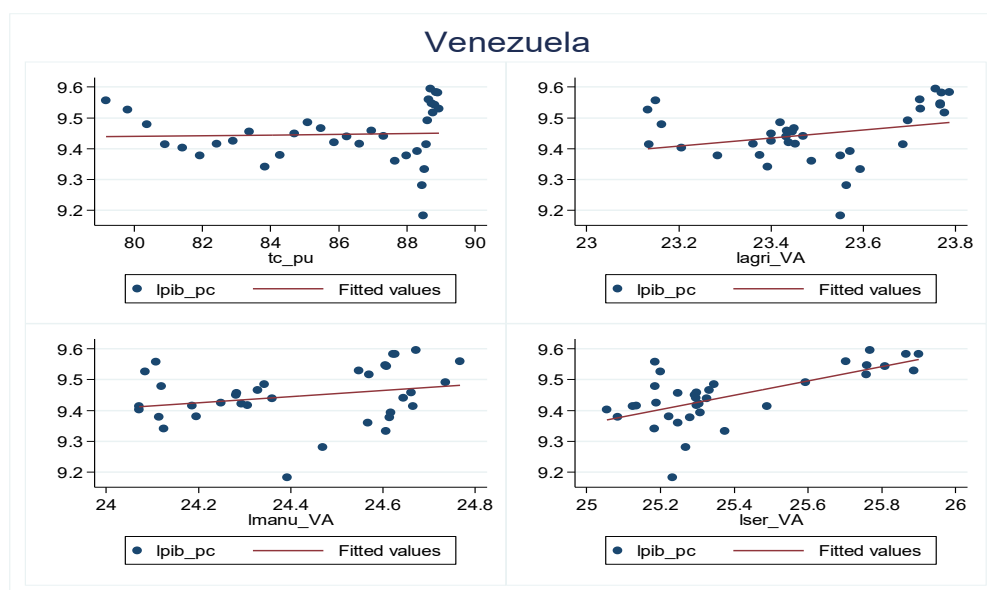 Venezuela
9.6
9.5
9.4
9.3
9.2
80 82 84 86 88 90
tc_pu
lpib_pc Fitted values
9.6
9.5
9.4
9.3
9.2
23 23.2 23.4 23.6 23.8
lagri_VA
lpib_pc Fitted values
9.6
9.5
9.4
9.3
9.2
24 24.2 24.4 24.6 24.8
lmanu_VA
lpib_pc Fitted values
9.6
9.5
9.4
9.3
9.2
25 25.2 25.4 25.6 25.8 26
lser_VA
lpib_pc Fitted values